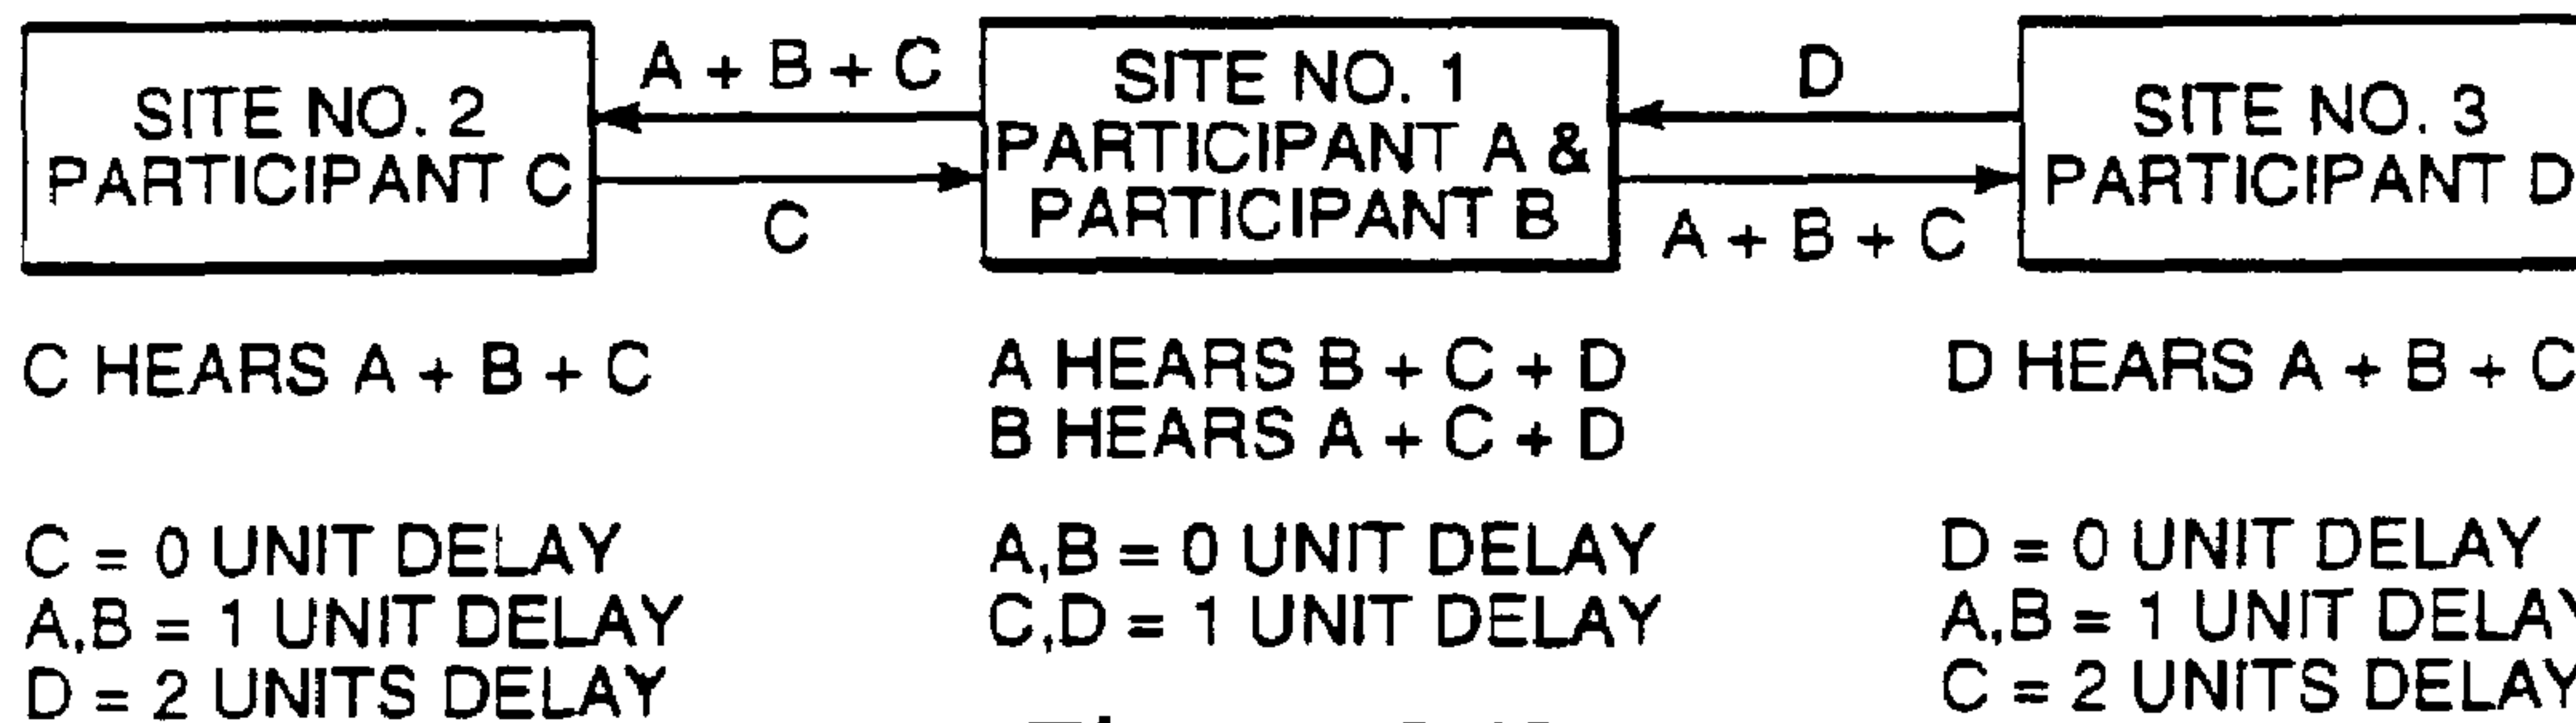 A + B + C
D
SITE NO. 2
PARTICIPANT C
SITE NO. 1
PARTICIPANT A &
PARTICIPANT B
SITE NO. 3
PARTICIPANT D
C
A + B + C
C HEARS A + B + C
A HEARS B + C + D
B HEARS A + C + D
D HEARS A + B + C
C = 0 UNIT DELAY
A,B = 1 UNIT DELAY
D = 2 UNITS DELAY
A,B = 0 UNIT DELAY
C,D = 1 UNIT DELAY
D = 0 UNIT DELAY
A,B = 1 UNIT DELAY
C = 2 UNITS DELAY